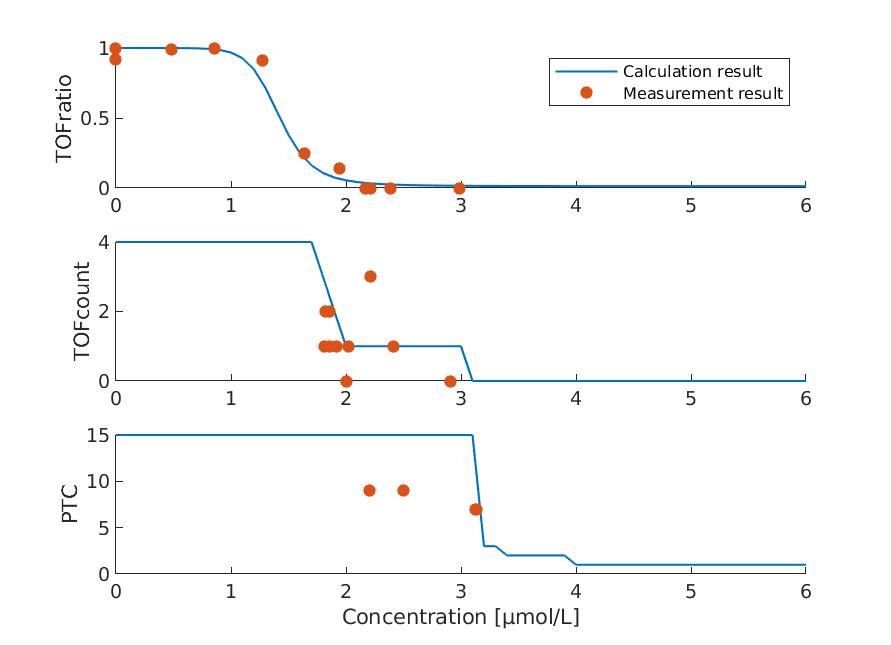 1
0.5
0
TOFratio
Calculation result
Measurement result
0 1 2 3 4 5 6
4
2
0
TOFcount
0 1 2 3 4 5 6
15
10
5
0
PTC
0 1 2 3 4 5 6
Concentration [μmol/L]